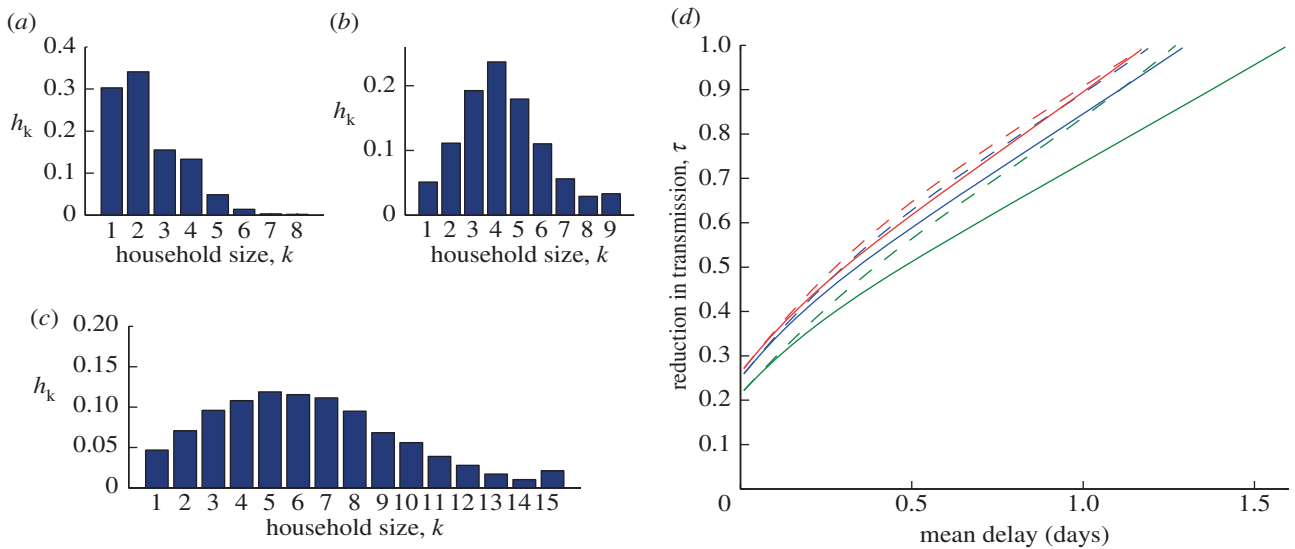 (a)
0.4
0.3
0.2
0.1
0
h_k
1 2 3 4 5 6 7 8
household size, k
(b)
0.2
0.1
0
h_k
1 2 3 4 5 6 7 8 9
household size, k
(c)
0.20
0.15
0.10
0.05
0
h_k
1 2 3 4 5 6 7 8 9 10 11 12 13 14 15
household size, k
(d)
1.0
0.9
0.8
0.7
0.6
0.5
0.4
0.3
0.2
0.1
0
reduction in transmission, τ
0.5 1.0 1.5
mean delay (days)